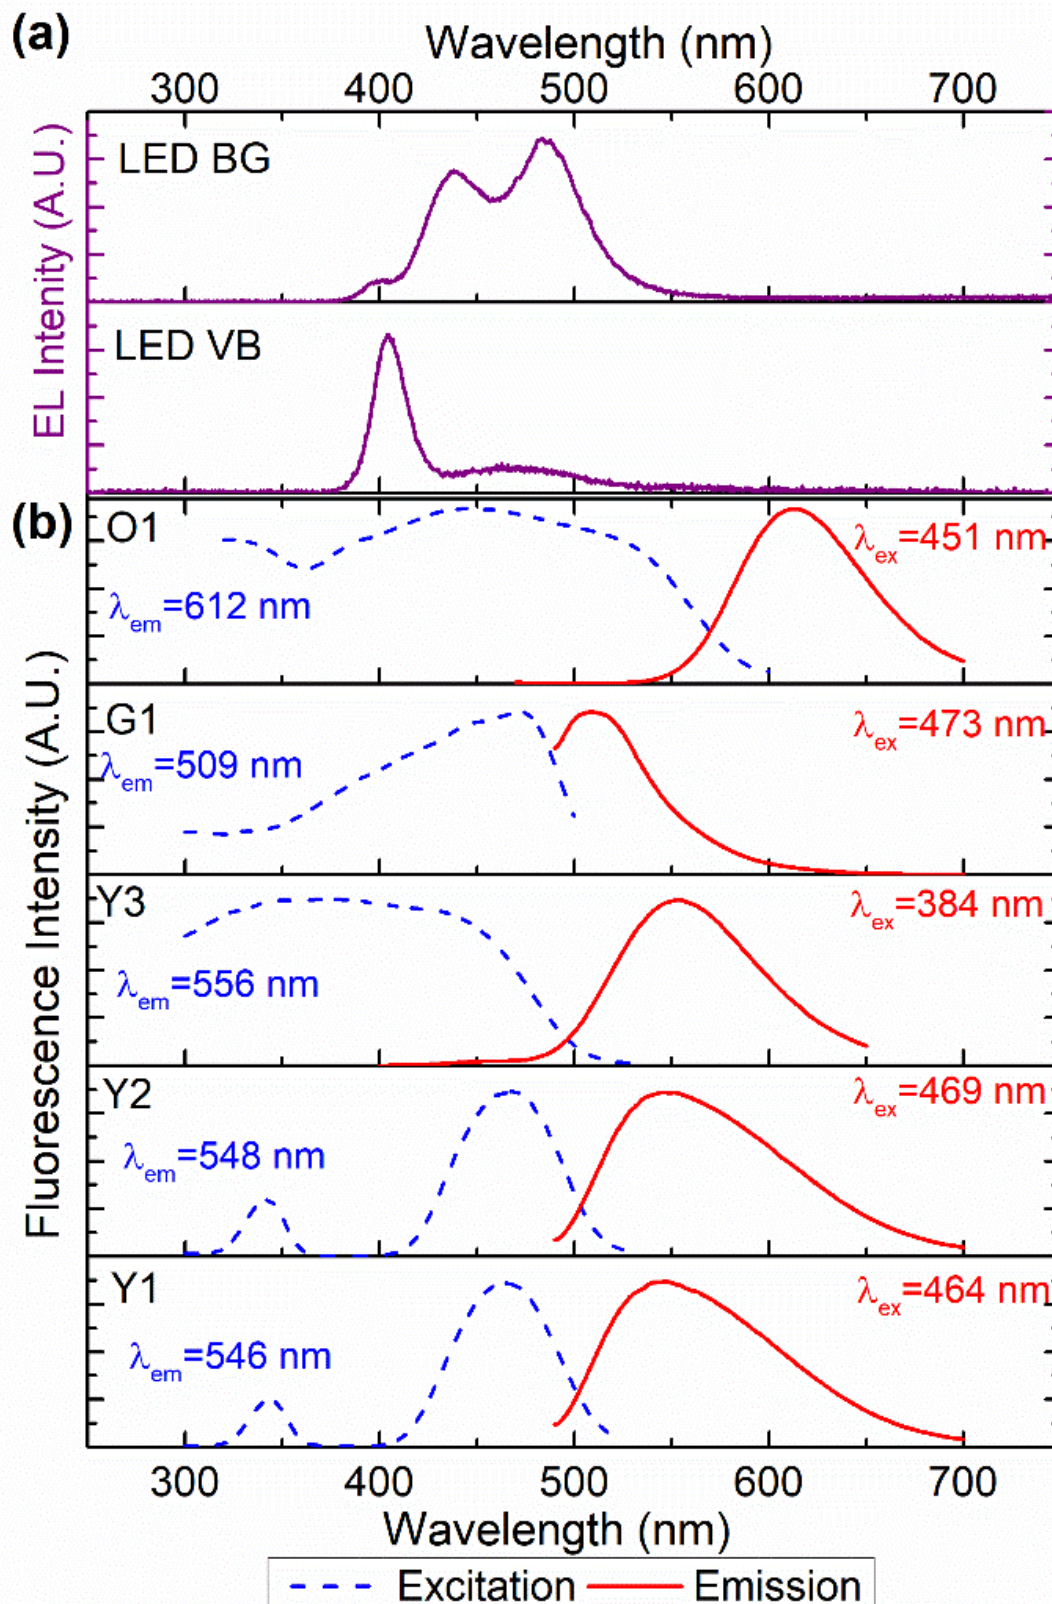 (a)
Wavelength (nm)
300 400 500 600 700
EL Intenity (A.U.)
LED BG
LED VB
(b)
Fluorescence Intensity (A.U.)
O1
λex=451 nm
λem=612 nm
G1
λex=473 nm
λem=509 nm
Y3
λex=384 nm
λem=556 nm
Y2
λex=469 nm
λem=548 nm
Y1
λex=464 nm
λem=546 nm
300 400 500 600 700
Wavelength (nm)
Excitation Emission